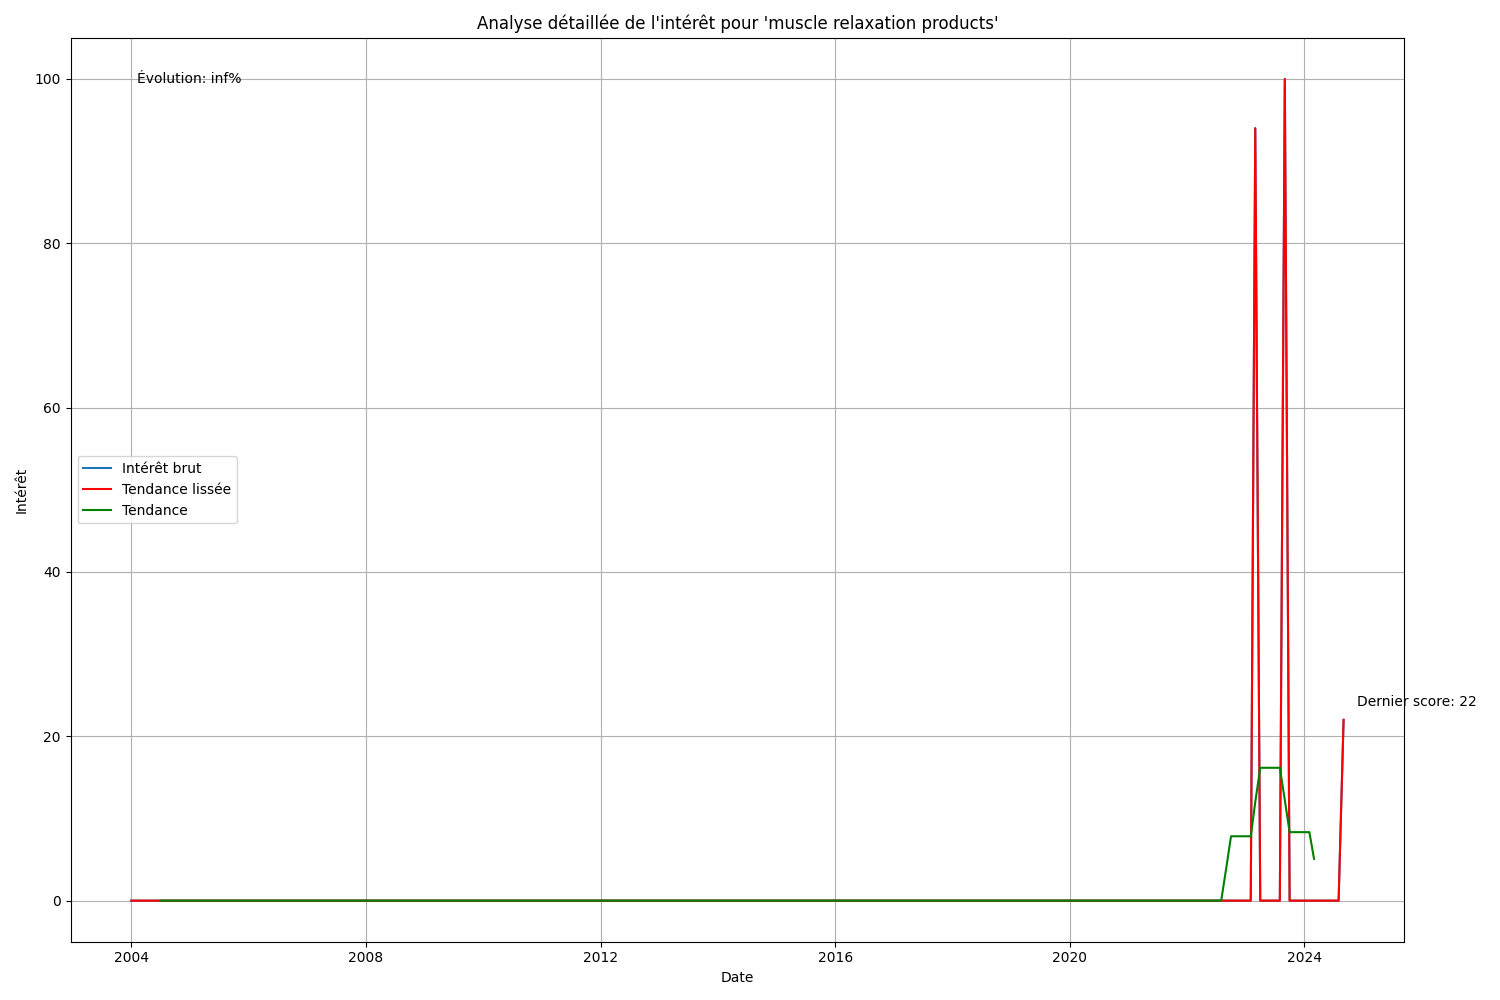 Analyse détaillée de l'intérêt pour 'muscle relaxation products'
100
Évolution: inf%
80
60
Intérêt brut
Tendance lissée
Tendance
Intérêt
40
Dernier score: 22
20
0
2004
2008
2012
2016
2020
2024
Date